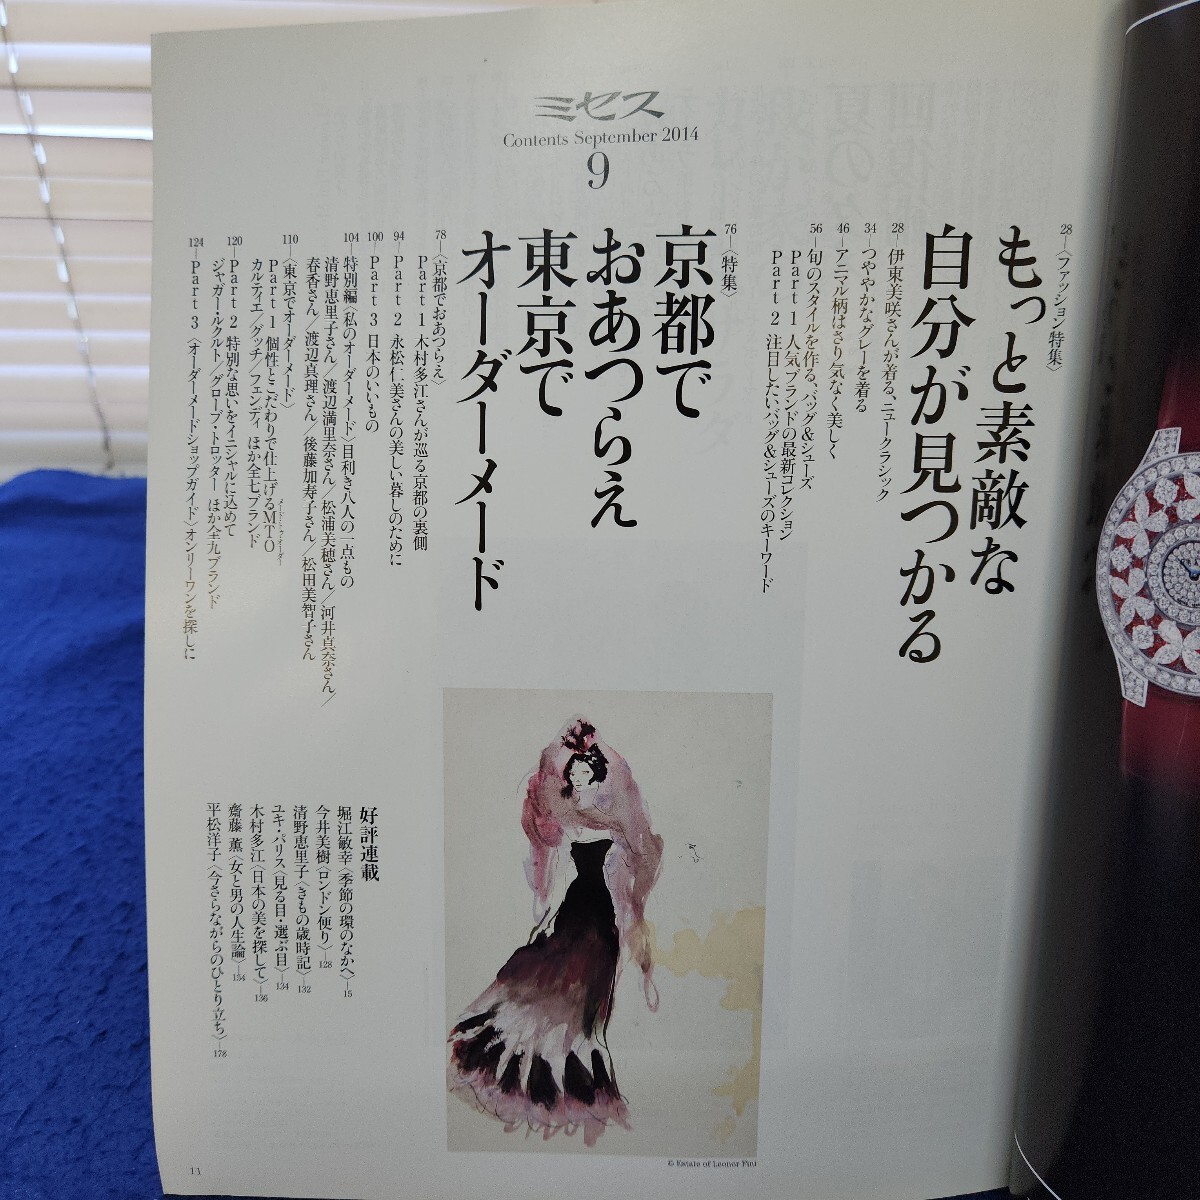 ミセス
Contents September 2014
9
28―〈ファッション特集〉
もっと素敵な
自分が見つかる
28―伊東美咲さんが着る、ニュークラシック
34―つややかなグレーを着る
46―アニマル柄はさり気なく美しく
56―旬のスタイルを作る、バッグ&シューズ
Part 1 人気ブランドの最新コレクション
Part 2 注目したいバッグ&シューズのキーワード
76―〈特集〉
京都で
おあつらえ
東京で
オーダーメード
78―〈京都でおあつらえ〉
Part 1 木村多江さんが巡る京都の裏側
94―Part 2 永松仁美さんの美しい暮しのために
100―Part 3 日本のいいもの
104―特別編〈私のオーダーメード〉目利き八人の一点もの
清野恵里子さん／渡辺満里奈さん／松浦美穂さん／河井真奈さん／
春香さん／渡辺真理さん／後藤加寿子さん／松田美智子さん
110―〈東京でオーダーメード〉
Part 1 個性とこだわりで仕上げるMTO
カルティエ／グッチ／フェンディ ほか全七ブランド
120―Part 2 特別な思いをイニシャルに込めて
ジャガー・ルクルト／グローブ・トロッター ほか全九ブランド
124―Part 3 〈オーダーメードショップガイド〉オンリーワンを探しに
好評連載
堀江敏幸〈季節の環のなかへ〉―15
今井美樹〈ロンドン便り〉―128
清野恵里子〈きもの歳時記〉―132
ユキ・パリス〈見る目・選ぶ目〉―134
木村多江〈日本の美を探して〉―136
齋藤 薫〈女と男の人生論〉―154
平松洋子〈今さらながらのひとり立ち〉―178
© Estate of Leonor Fini
11